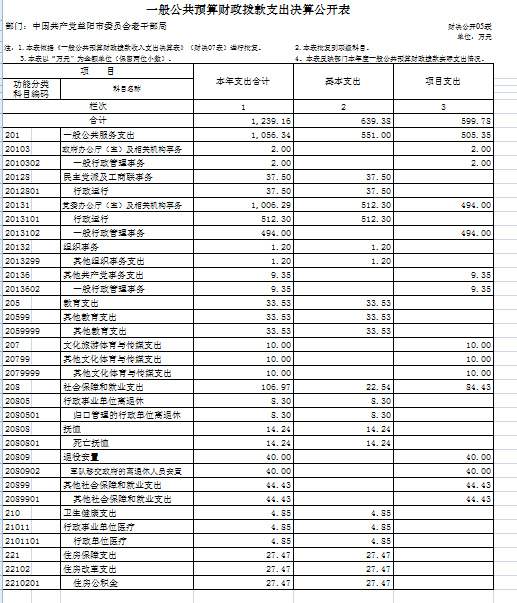 一般公共预算财政拨款支出决算公开表
部门：中国共产党益阳市委员会老干部局
财决公开05表
单位：万元
注：1.本表依据《一般公共预算财政拨款收入支出决算表》（财决07表）进行批复。 2.本表批复到项级科目。
3.本表以“万元”为金额单位（保留两位小数）。 4.本表反映部门本年度一般公共预算财政拨款实际支出情况。
项 目 本年支出合计 基本支出 项目支出
功能分类科目编码 科目名称
栏次 1 2 3
合计 1,239.16 639.38 599.78
201 一般公共服务支出 1,056.34 551.00 505.35
20103 政府办公厅（室）及相关机构事务 2.00 2.00
2010302 一般行政管理事务 2.00 2.00
20128 民主党派及工商联事务 37.50 37.50
2012801 行政运行 37.50 37.50
20131 党委办公厅（室）及相关机构事务 1,006.29 512.30 494.00
2013101 行政运行 512.30 512.30
2013102 一般行政管理事务 494.00 494.00
20132 组织事务 1.20 1.20
2013299 其他组织事务支出 1.20 1.20
20136 其他共产党事务支出 9.35 9.35
2013602 一般行政管理事务 9.35 9.35
205 教育支出 33.53 33.53
20599 其他教育支出 33.53 33.53
2059999 其他教育支出 33.53 33.53
207 文化旅游体育与传媒支出 10.00 10.00
20799 其他文化体育与传媒支出 10.00 10.00
2079999 其他文化体育与传媒支出 10.00 10.00
208 社会保障和就业支出 106.97 22.54 84.43
20805 行政事业单位离退休 8.30 8.30
2080501 归口管理的行政单位离退休 8.30 8.30
20808 抚恤 14.24 14.24
2080801 死亡抚恤 14.24 14.24
20809 退役安置 40.00 40.00
2080902 军队移交政府的离退休人员安置 40.00 40.00
20899 其他社会保障和就业支出 44.43 44.43
2089901 其他社会保障和就业支出 44.43 44.43
210 卫生健康支出 4.85 4.85
21011 行政事业单位医疗 4.85 4.85
2101101 行政单位医疗 4.85 4.85
221 住房保障支出 27.47 27.47
22102 住房改革支出 27.47 27.47
2210201 住房公积金 27.47 27.47